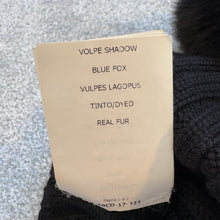 VOLPE SHADOW
BLUE FOX
VULPES LAGOPUS
TINTO/DYED
REAL FUR